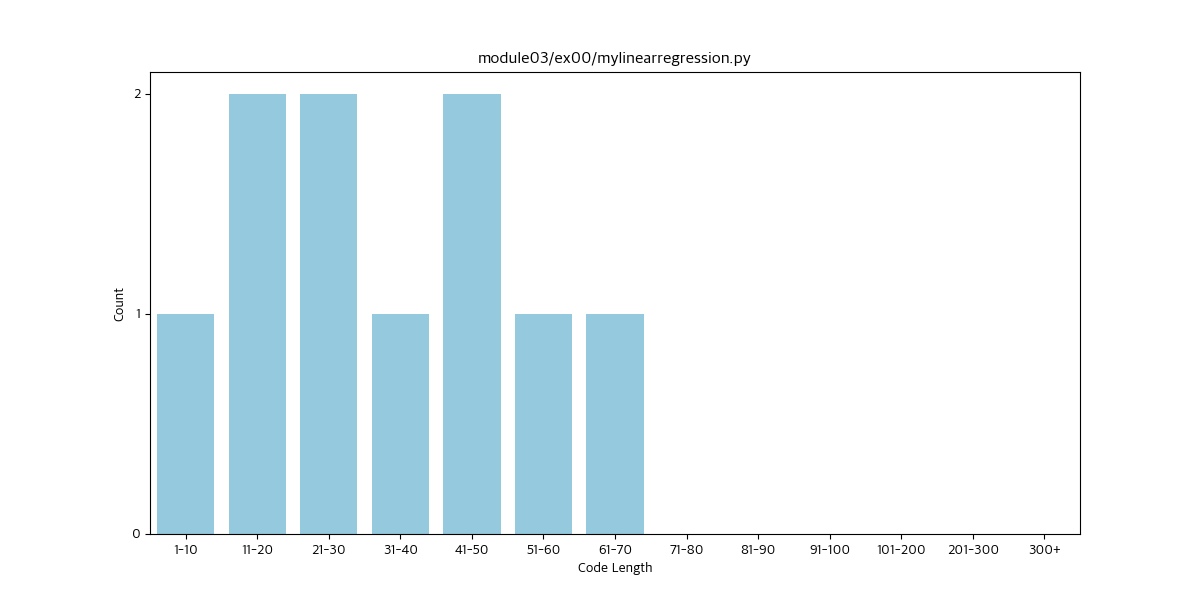 module03/ex00/mylinearregression.py
2
1
0
Count
1-10 11-20 21-30 31-40 41-50 51-60 61-70 71-80 81-90 91-100 101-200 201-300 300+
Code Length